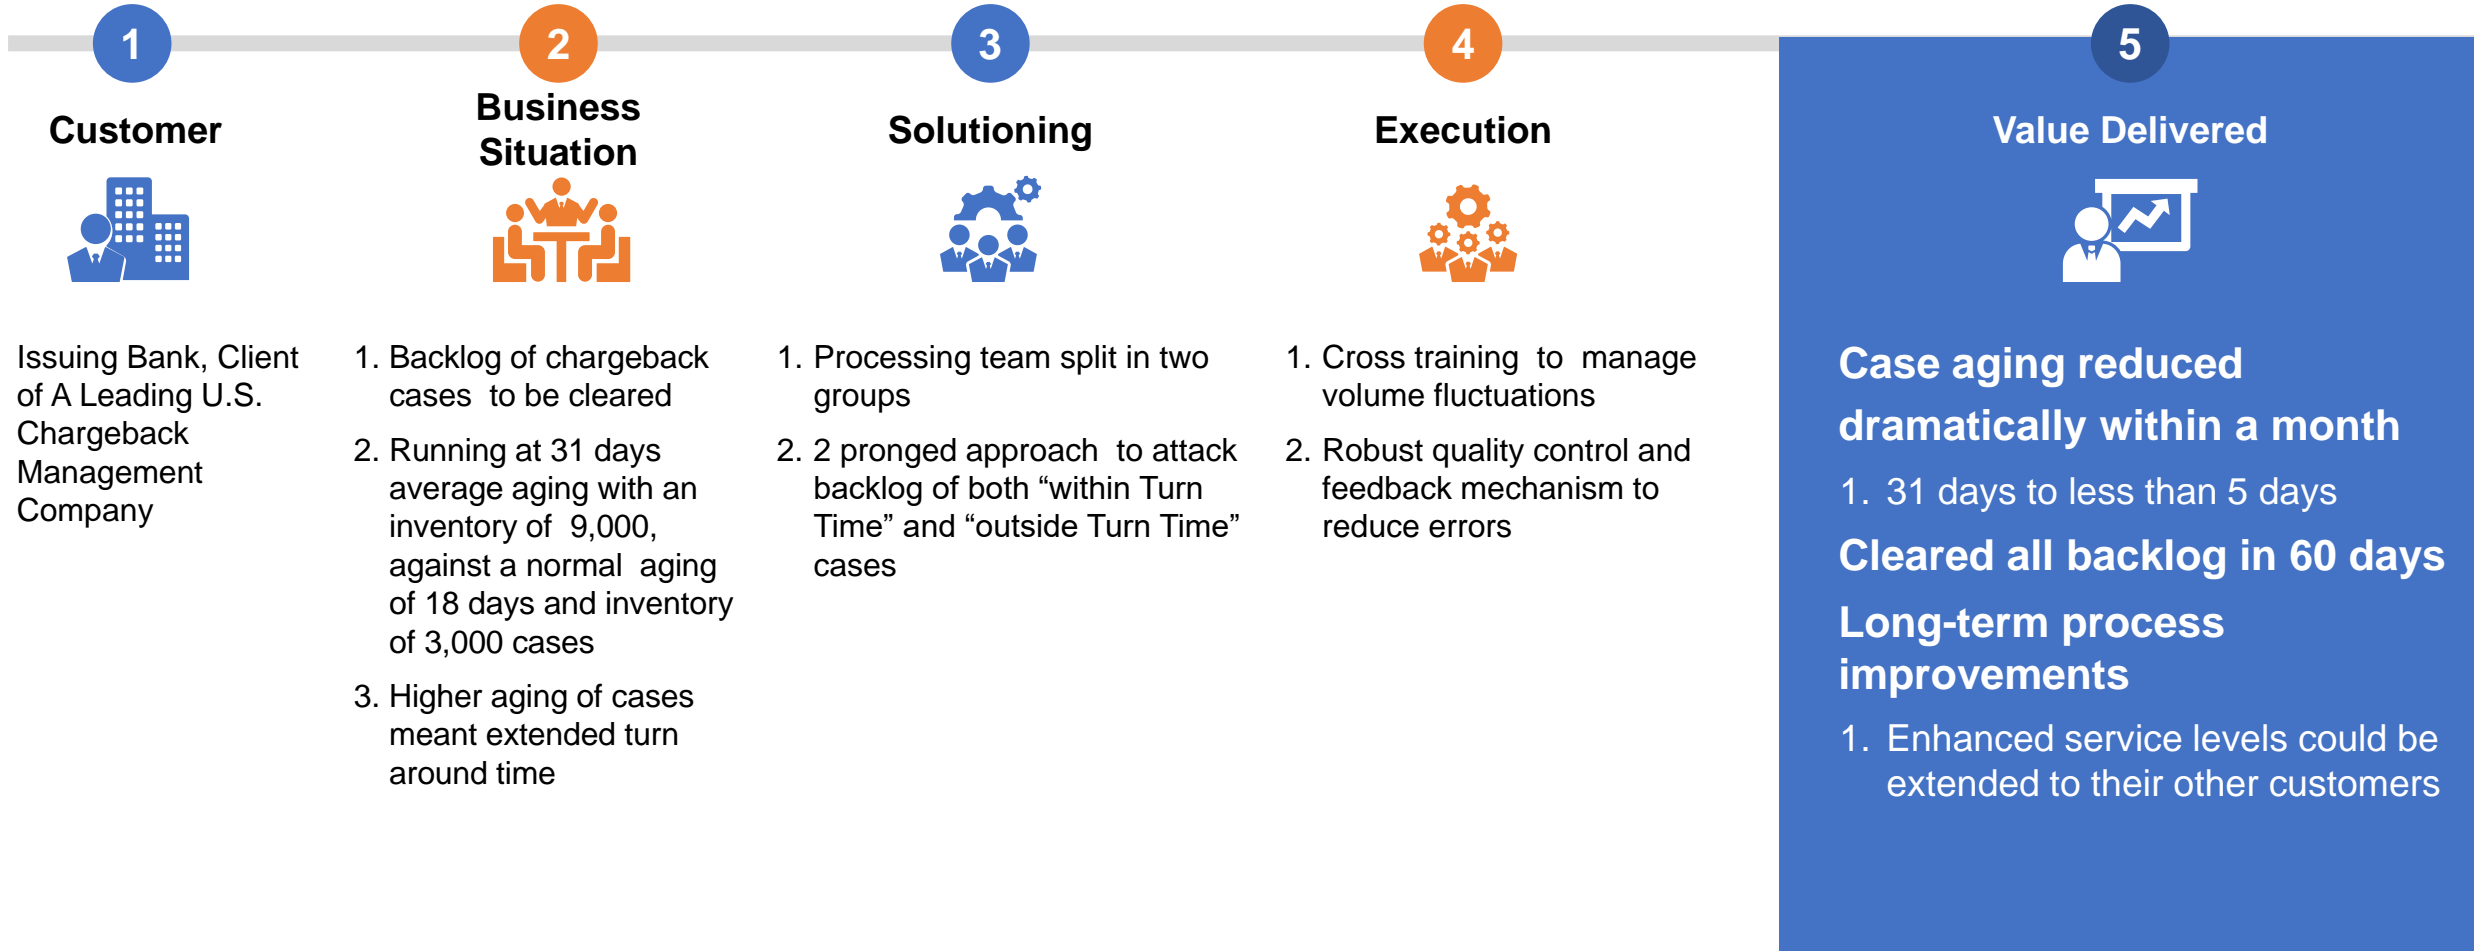 1
Customer
Issuing Bank, Client
of A Leading U.S.
Chargeback
Management
Company
2
Business
Situation
1. Backlog of chargeback
cases to be cleared
2. Running at 31 days
average aging with an
inventory of 9,000,
against a normal aging
of 18 days and inventory
of 3,000 cases
3. Higher aging of cases
meant extended turn
around time
3
Solutioning
1. Processing team split in two
groups
2. 2 pronged approach to attack
backlog of both “within Turn
Time” and “outside Turn Time”
cases
4
Execution
1. Cross training to manage
volume fluctuations
2. Robust quality control and
feedback mechanism to
reduce errors
5
Value Delivered
Case aging reduced
dramatically within a month
1. 31 days to less than 5 days
Cleared all backlog in 60 days
Long-term process
improvements
1. Enhanced service levels could be
extended to their other customers